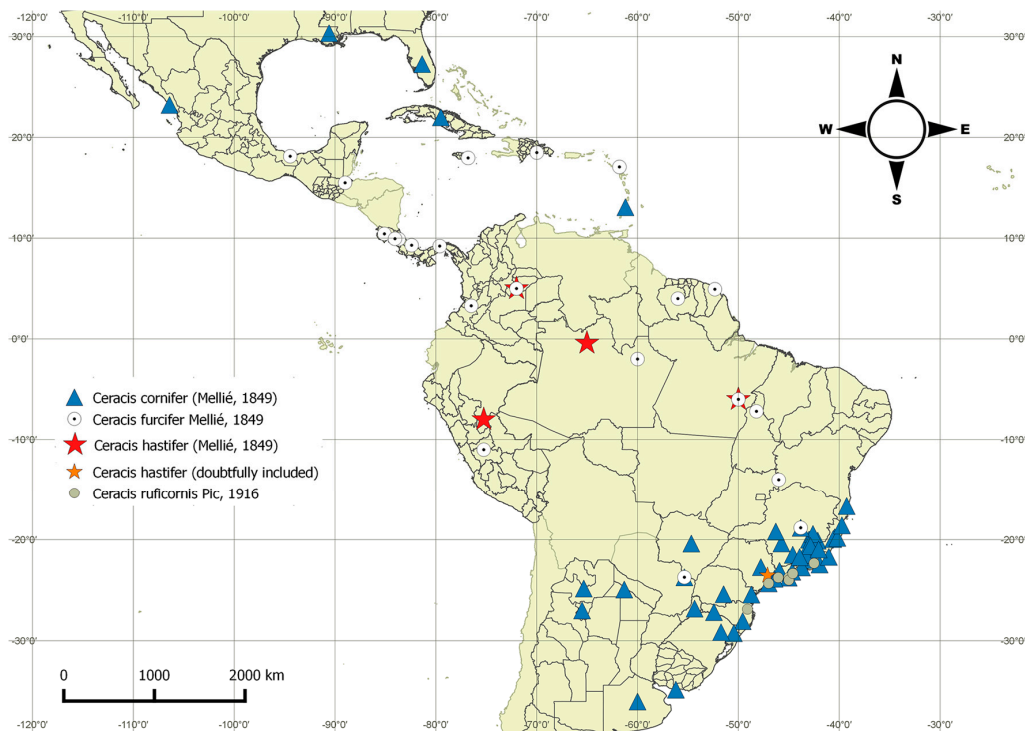 -120°0' -110°0' -100°0' -90°0' -80°0' -70°0' -60°0' -50°0' -40°0' -30°0'
30°0' 30°0'
N
W E
S
20°0' 20°0'
10°0' 10°0'
0°0' 0°0'
Ceracis cornifer (Mellié, 1849)
Ceracis furcifer Mellié, 1849
Ceracis hastifer (Mellié, 1849)
Ceracis hastifer (doubtfully included)
Ceracis ruficornis Pic, 1916
-10°0' -10°0'
-20°0' -20°0'
-30°0' -30°0'
0 1000 2000 km
-120°0' -110°0' -100°0' -90°0' -80°0' -70°0' -60°0' -50°0' -40°0' -30°0'